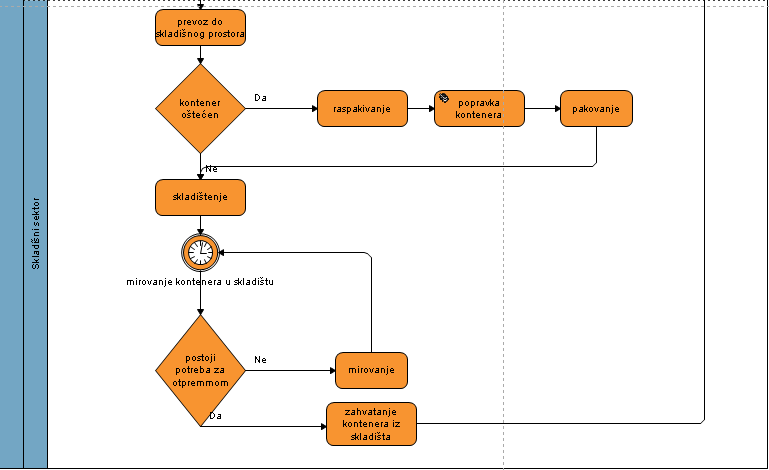 prevoz do
skladišnog prostora
kontener
oštećen
Da
raspakivanje
popravka
kontenera
pakovanje
Ne
skladištenje
Skladišni sektor
mirovanje kontenera u skladištu
postoji
potreba za
otpremmom
Ne
mirovanje
Da
zahvatanje
kontenera iz
skladišta